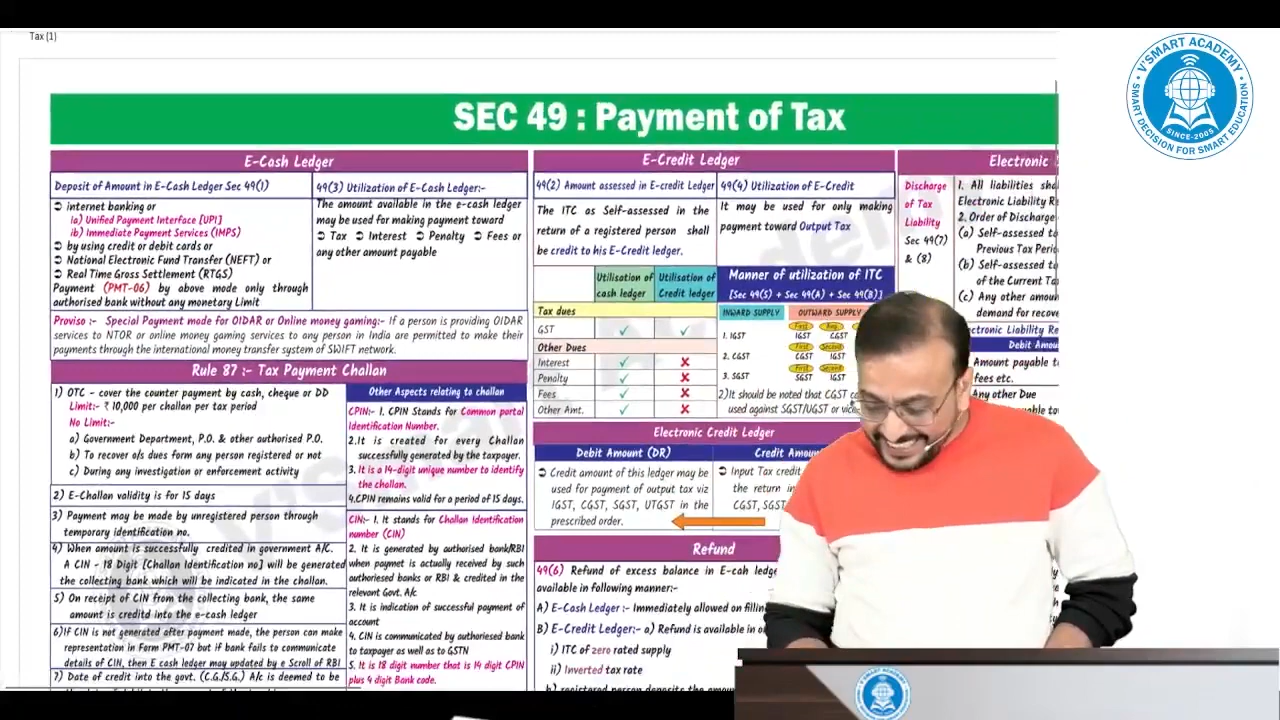 Tax (1)
V'SMART ACADEMY
SMART DECISION FOR SMART EDUCATION
SINCE-2005
SEC 49 : Payment of Tax
E-Cash Ledger
Deposit of Amount in E-Cash Ledger Sec 49(1)
➲ internet banking or
ia) Unified Payment Interface [UPI]
ib) Immediate Payment Services (IMPS)
➲ by using credit or debit cards or
➲ National Electronic Fund Transfer (NEFT) or
➲ Real Time Gross Settlement (RTGS)
Payment (PMT-06) by above mode only through
authorised bank without any monetary Limit
49(3) Utilization of E-Cash Ledger:-
The amount available in the e-cash ledger
may be used for making payment toward
➲ Tax ➲ Interest ➲ Penalty ➲ Fees or
any other amount payable
Proviso :- Special Payment made for OIDAR or Online money gaming:- If a person is providing OIDAR
services to NTOR or online money gaming services to any person in India are permitted to make their
payments through the international money transfer system of SWIFT network.
Rule 87 :- Tax Payment Challan
1) OTC - cover the counter payment by cash, cheque or DD
Limit:- ₹ 10,000 per challan per tax period
No Limit:-
a) Government Department, P.O. & other authorised P.O.
b) To recover o/s dues form any person registered or not
c) During any investigation or enforcement activity
2) E-Challan validity is for 15 days
3) Payment may be made by unregistered person through
temporary identification no.
4) When amount is successfully credited in government A/C.
A CIN - 18 Digit [Challan Identification no] will be generated
the collecting bank which will be indicated in the challan.
5) On receipt of CIN from the collecting bank, the same
amount is creditd into the e-cash ledger
6)If CIN is not generated after payment made, the person can make
representation in Form PMT-07 but if bank fails to communicate
details of CIN, then E cash ledger may updated by e Scroll of RBI
7) Date of credit into the govt. (C.G./S.G.) A/c is deemed to be
Other Aspects relating to challan
CPIN:- 1. CPIN Stands for Common portal
Identification Number.
2.It is created for every Challan
successfully generated by the taxpayer.
3. It is a 14-digit unique number to identify
the challan.
4.CPIN remains valid for a period of 15 days.
CIN:- 1. It stands for Challan Identification
number (CIN)
2. It is generated by authorised bank/RBI
when paymet is actually received by such
authoriesed banks or RBI & credited in the
relevant Govt. A/c
3. It is indication of successful payment of
account
4. CIN is communicated by authoriesed bank
to taxpayer as well as to GSTN
5. It is 18 digit number that is 14 digit CPIN
plus 4 digit Bank code.
E-Credit Ledger
49(2) Amount assessed in E-credit Ledger
The ITC as Self-assessed in the
return of a registered person shall
be credit to his E-Credit ledger.
49(4) Utilization of E-Credit
It may be used for only making
payment toward Output Tax
Utilisation of cash ledger
Utilisation of Credit ledger
Tax dues
GST ✓ ✓
Other Dues
Interest ✓ ✗
Penalty ✓ ✗
Fees ✓ ✗
Other Amt. ✓ ✗
Manner of utilization of ITC
[Sec 49(5) + Sec 49(A) + Sec 49(B)]
INWARD SUPPLY OUTWARD SUPPLY
First Any
1. IGST IGST CGST
First Second
2. CGST CGST IGST
First Second
3. SGST SGST IGST
2)It should be noted that CGST
used against SGST/UGST or
Electronic Credit Ledger
Debit Amount (DR)
➲ Credit amount of this ledger may be
used for payment of output tax viz
IGST, CGST, SGST, UTGST in the
prescribed order.
Credit
➲ Input Tax credit
the return
CGST,
Refund
49(6) Refund of excess balance in E-cah
available in following manner:-
A) E-Cash Ledger :- Immediately allowed on
B) E-Credit Ledger:- a) Refund is available in
i) ITC of zero rated supply
ii) Inverted tax rate
b) registered person deposits the
Electronic
Discharge
of Tax
Liability
Sec 49(7)
& (8)
1. All liabilities
Electronic Liability
2. Order of Discharge
(a) Self-assessed
Previous Tax
(b) Self-assessed
of the Current
(c) Any other
demand for
Liability
Debit
Amount payable
fees etc.
Any other Due